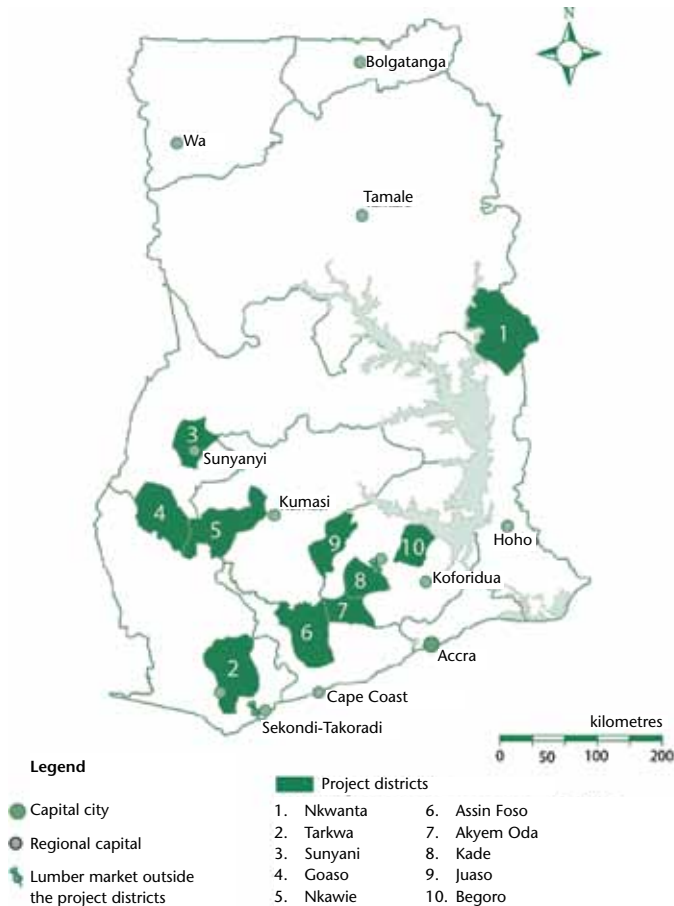 N
Bolgatanga
Wa
Tamale
1
3
Sunyanyi
4
5
Kumasi
9
10
Hoho
8
Koforidua
7
6
2
Accra
Cape Coast
Sekondi-Takoradi
kilometres
0 50 100 200
Legend
Capital city
Regional capital
Lumber market outside
the project districts
Project districts
1. Nkwanta
2. Tarkwa
3. Sunyani
4. Goaso
5. Nkawie
6. Assin Foso
7. Akyem Oda
8. Kade
9. Juaso
10. Begoro